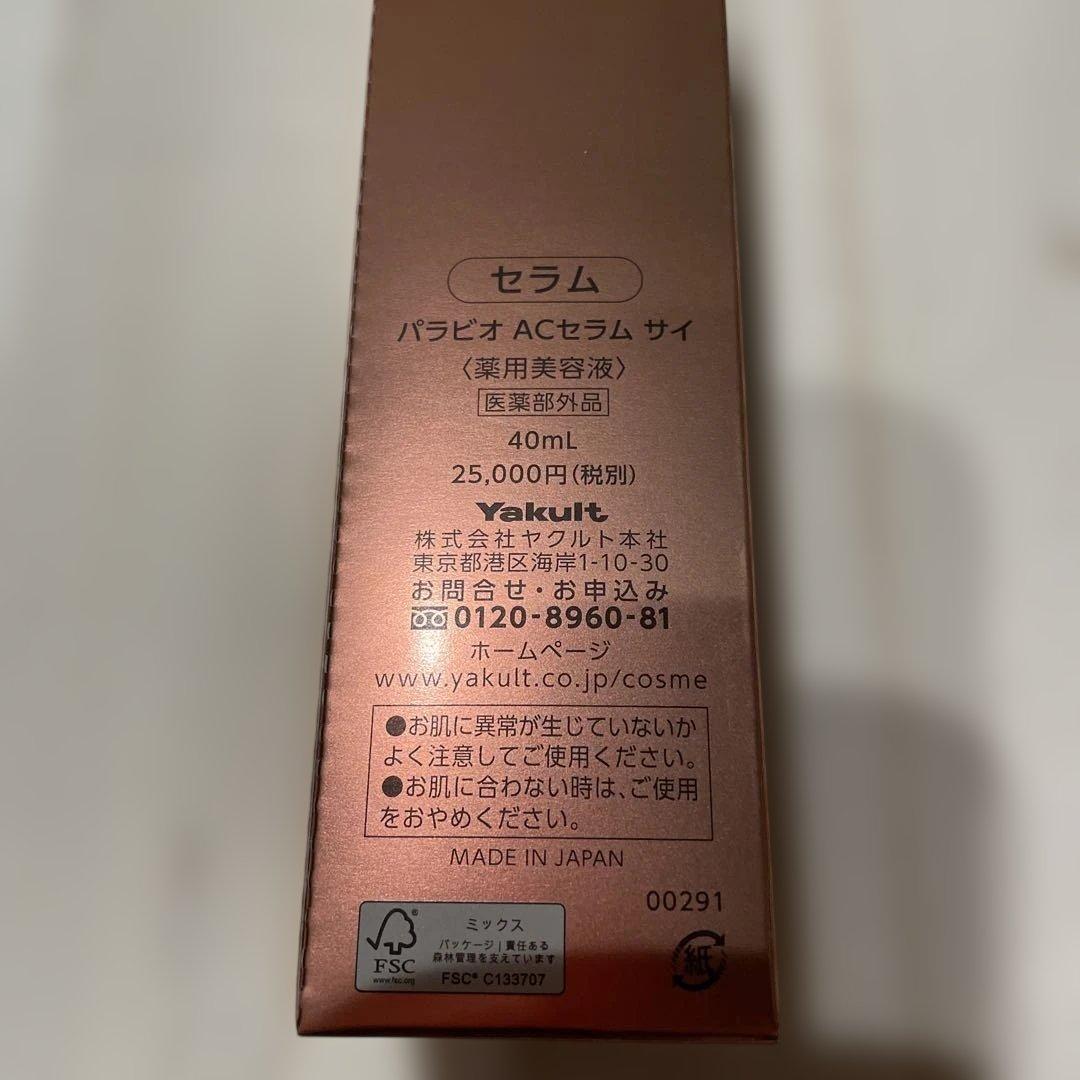 セラム
パラビオ ACセラム サイ
〈薬用美容液〉
医薬部外品
40mL
25,000円(税別)
Yakult
株式会社ヤクルト本社
東京都港区海岸1-10-30
お問合せ・お申込み
0120-8960-81
ホームページ
www.yakult.co.jp/cosme
●お肌に異常が生じていないか
よく注意してご使用ください。
●お肌に合わない時は、ご使用
をおやめください。
MADE IN JAPAN
00291
FSC®
www.fsc.org
ミックス
パッケージ|責任ある
森林管理を支えています
FSC® C133707
紙